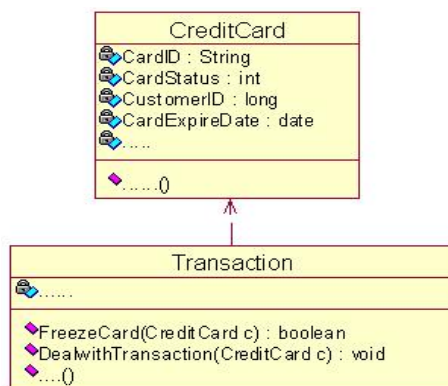 CreditCard
CardID : String
CardStatus : int
CustomerID : long
CardExpireDate : date
.....
......()
Transaction
......
FreezeCard(CreditCard c) : boolean
DealwithTransaction(CreditCard c) : void
....()